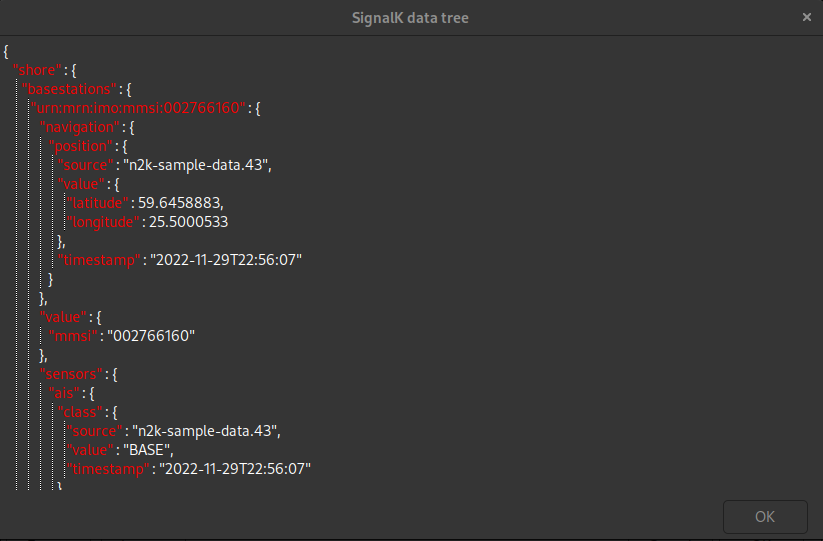 SignalK data tree
×
{
"shore" : {
"basestations" : {
"urn:mrn:imo:mmsi:002766160" : {
"navigation" : {
"position" : {
"source" : "n2k-sample-data.43",
"value" : {
"latitude" : 59.6458883,
"longitude" : 25.5000533
},
"timestamp" : "2022-11-29T22:56:07"
}
},
"value" : {
"mmsi" : "002766160"
},
"sensors" : {
"ais" : {
"class" : {
"source" : "n2k-sample-data.43",
"value" : "BASE",
"timestamp" : "2022-11-29T22:56:07"
}
OK